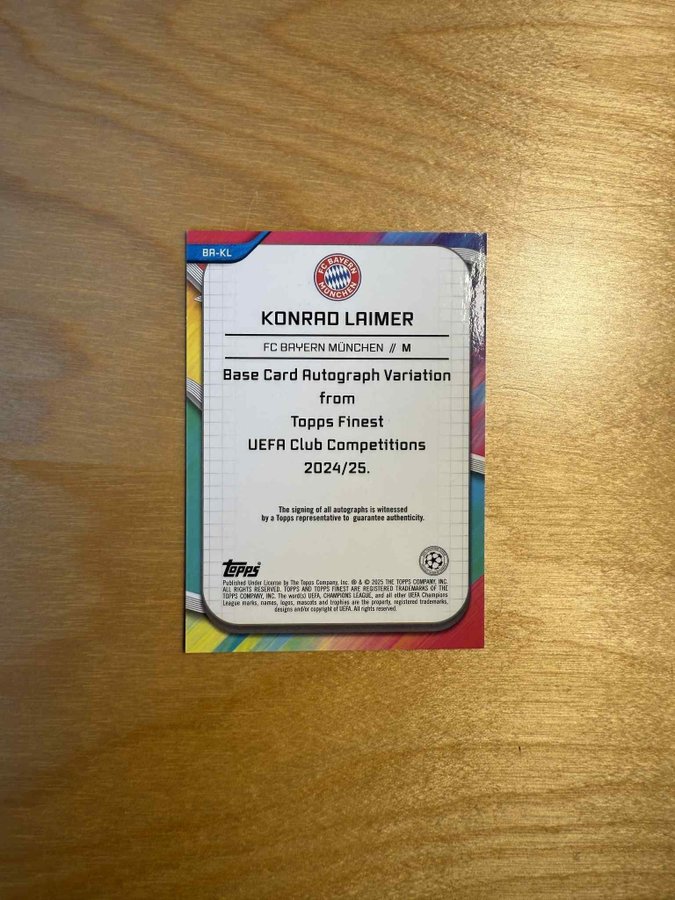 BA-KL
FC BAYERN
MÜNCHEN
KONRAD LAIMER
FC BAYERN MÜNCHEN // M
Base Card Autograph Variation
from
Topps Finest
UEFA Club Competitions
2024/25.
The signing of all autographs is witnessed
by a Topps representative to guarantee authenticity.
Topps
Published Under License by The Topps Company, Inc. ® & © 2025 THE TOPPS COMPANY, INC.
ALL RIGHTS RESERVED. TOPPS AND TOPPS FINEST ARE REGISTERED TRADEMARKS OF THE
TOPPS COMPANY, INC. The word(s) UEFA, CHAMPIONS LEAGUE, and all other UEFA Champions
League marks, names, logos, mascots and trophies are the property, registered trademarks,
designs and/or copyright of UEFA. All rights reserved.